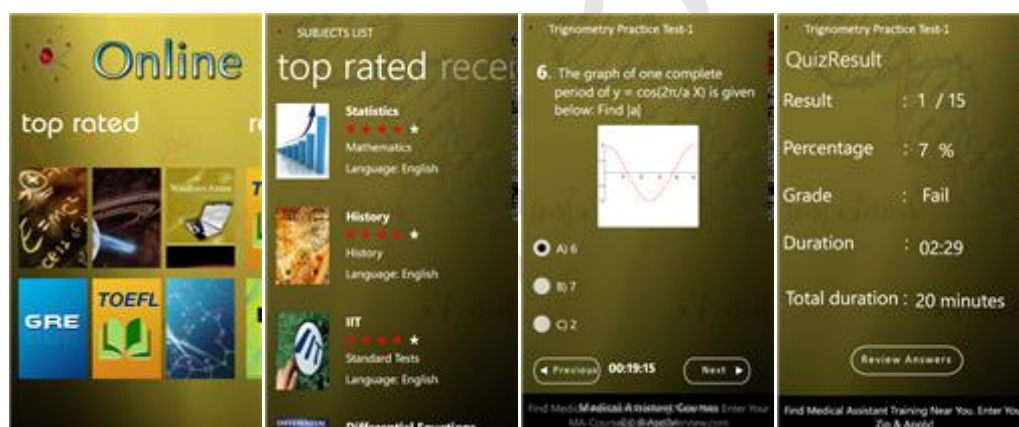 Online
top rated
Windows Azure
GRE
TOEFL
SUBJECTS LIST
top rated recen
Statistics
Mathematics
Language: English
History
History
Language: English
IIT
Standard Tests
Language: English
Differential Equations
Trignometry Practice Test-1
6. The graph of one complete
period of y = cos(2π/a X) is given
below: Find |a|
A) 6
B) 7
C) 2
Previous
00:19:15
Next
Trignometry Practice Test-1
QuizResult
Result : 1 / 15
Percentage : 7 %
Grade : Fail
Duration : 02:29
Total duration : 20 minutes
Review Answers
Find Medical Assistant Training Near You. Enter You
Zip & Apply!